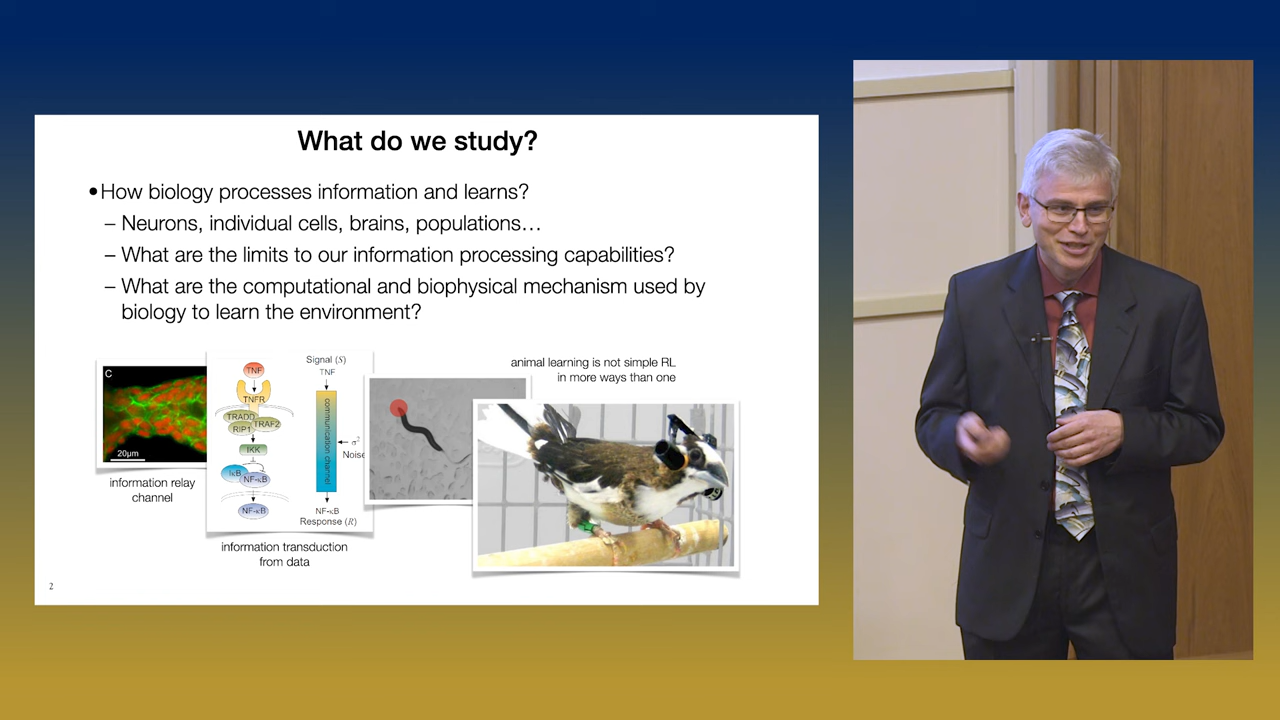 What do we study?
•How biology processes information and learns?
– Neurons, individual cells, brains, populations…
– What are the limits to our information processing capabilities?
– What are the computational and biophysical mechanism used by
biology to learn the environment?
C
20µm
information relay
channel
TNF
TNFR
TRADD
TRAF2
RIP1
IKK
IκB
NF-κB
NF-κB
Signal (S)
TNF
communication channel
σ²
Noise
NF-κB
Response (R)
information transduction
from data
animal learning is not simple RL
in more ways than one
2